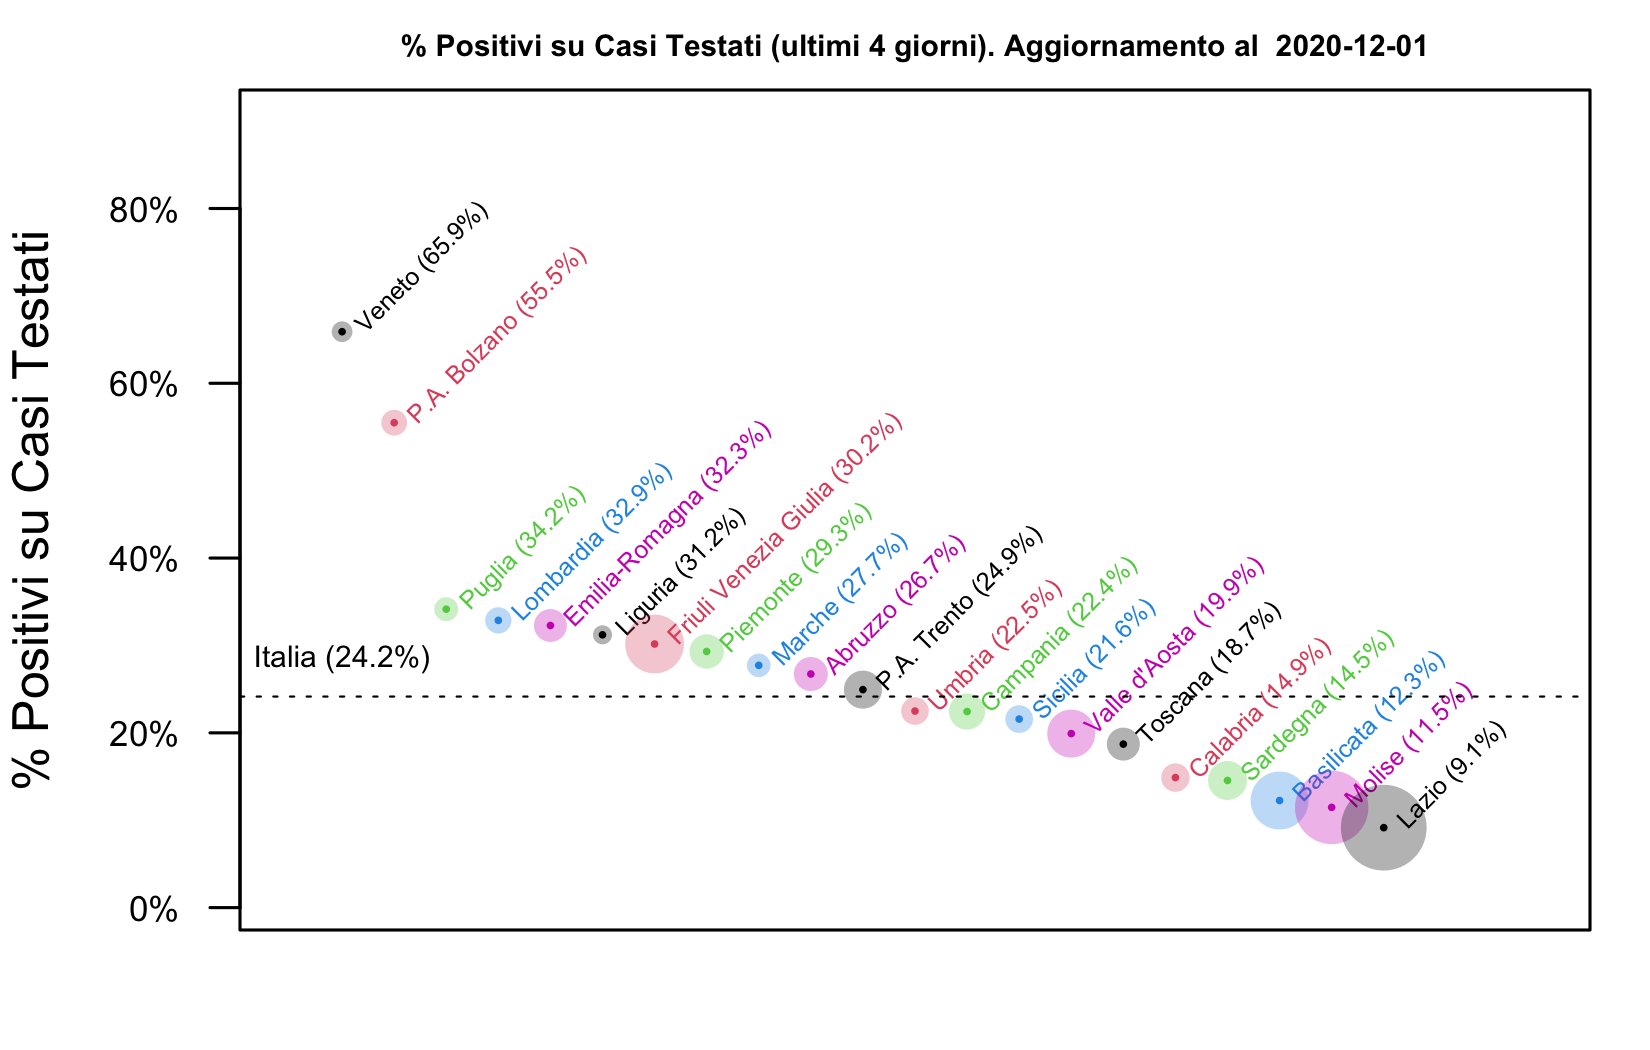 % Positivi su Casi Testati (ultimi 4 giorni). Aggiornamento al  2020-12-01
% Positivi su Casi Testati
80%
60%
40%
20%
0%
Veneto (65.9%)
P.A. Bolzano (55.5%)
Puglia (34.2%)
Lombardia (32.9%)
Emilia-Romagna (32.3%)
Liguria (31.2%)
Friuli Venezia Giulia (30.2%)
Piemonte (29.3%)
Marche (27.7%)
Abruzzo (26.7%)
P.A. Trento (24.9%)
Umbria (22.5%)
Campania (22.4%)
Sicilia (21.6%)
Valle d'Aosta (19.9%)
Toscana (18.7%)
Calabria (14.9%)
Sardegna (14.5%)
Basilicata (12.3%)
Molise (11.5%)
Lazio (9.1%)
Italia (24.2%)